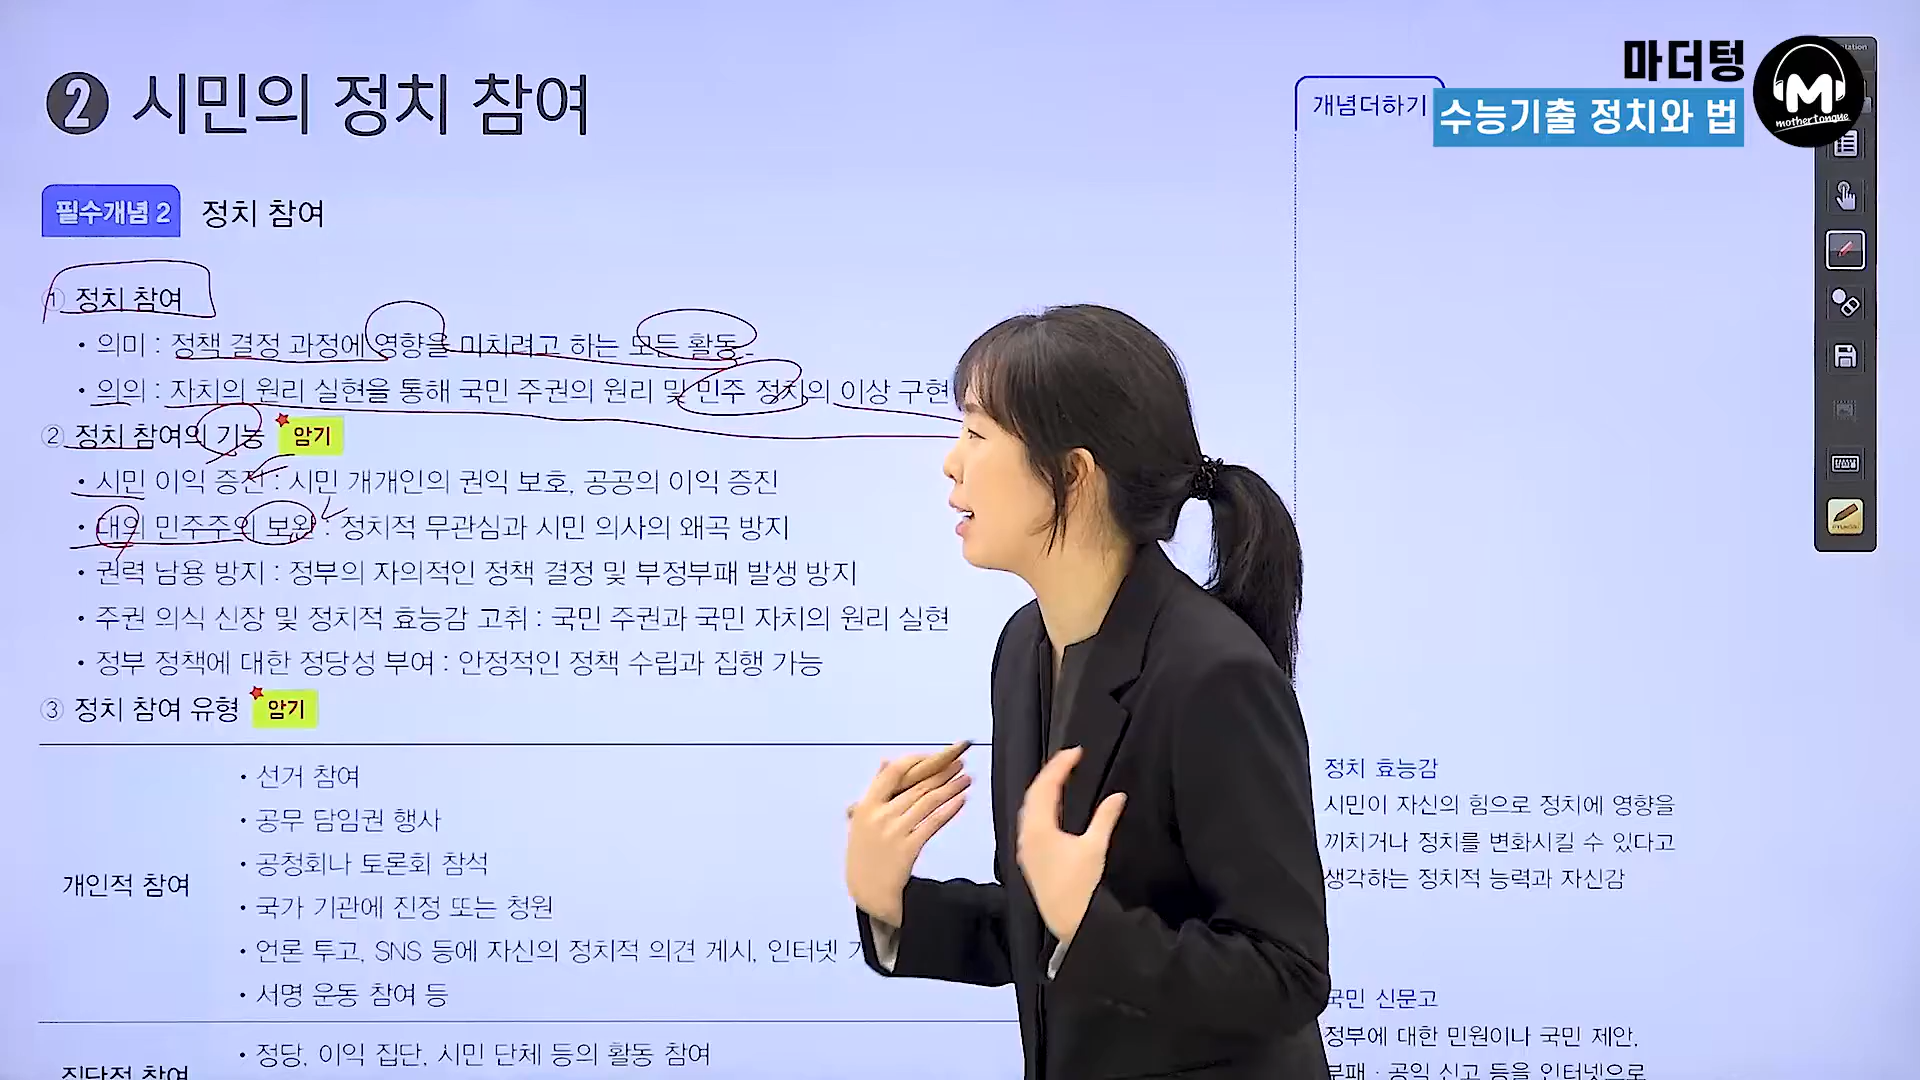 마더텅
수능기출 정치와 법
mothertongue
2 시민의 정치 참여
개념더하기
필수개념 2 정치 참여
① 정치 참여
• 의미 : 정책 결정 과정에 영향을 미치려고 하는 모든 활동
• 의의 : 자치의 원리 실현을 통해 국민 주권의 원리 및 민주 정치의 이상 구현
② 정치 참여의 기능 암기
• 시민 이익 증진 : 시민 개개인의 권익 보호, 공공의 이익 증진
• 대의 민주주의 보완 : 정치적 무관심과 시민 의사의 왜곡 방지
• 권력 남용 방지 : 정부의 자의적인 정책 결정 및 부정부패 발생 방지
• 주권 의식 신장 및 정치적 효능감 고취 : 국민 주권과 국민 자치의 원리 실현
• 정부 정책에 대한 정당성 부여 : 안정적인 정책 수립과 집행 가능
③ 정치 참여 유형 암기
개인적 참여
• 선거 참여
• 공무 담임권 행사
• 공청회나 토론회 참석
• 국가 기관에 진정 또는 청원
• 언론 투고, SNS 등에 자신의 정치적 의견 게시, 인터넷
• 서명 운동 참여 등
집단적 참여
• 정당, 이익 집단, 시민 단체 등의 활동 참여
정치 효능감
시민이 자신의 힘으로 정치에 영향을
끼치거나 정치를 변화시킬 수 있다고
생각하는 정치적 능력과 자신감
국민 신문고
정부에 대한 민원이나 국민 제안,
부패·공익 신고 등을 인터넷으로